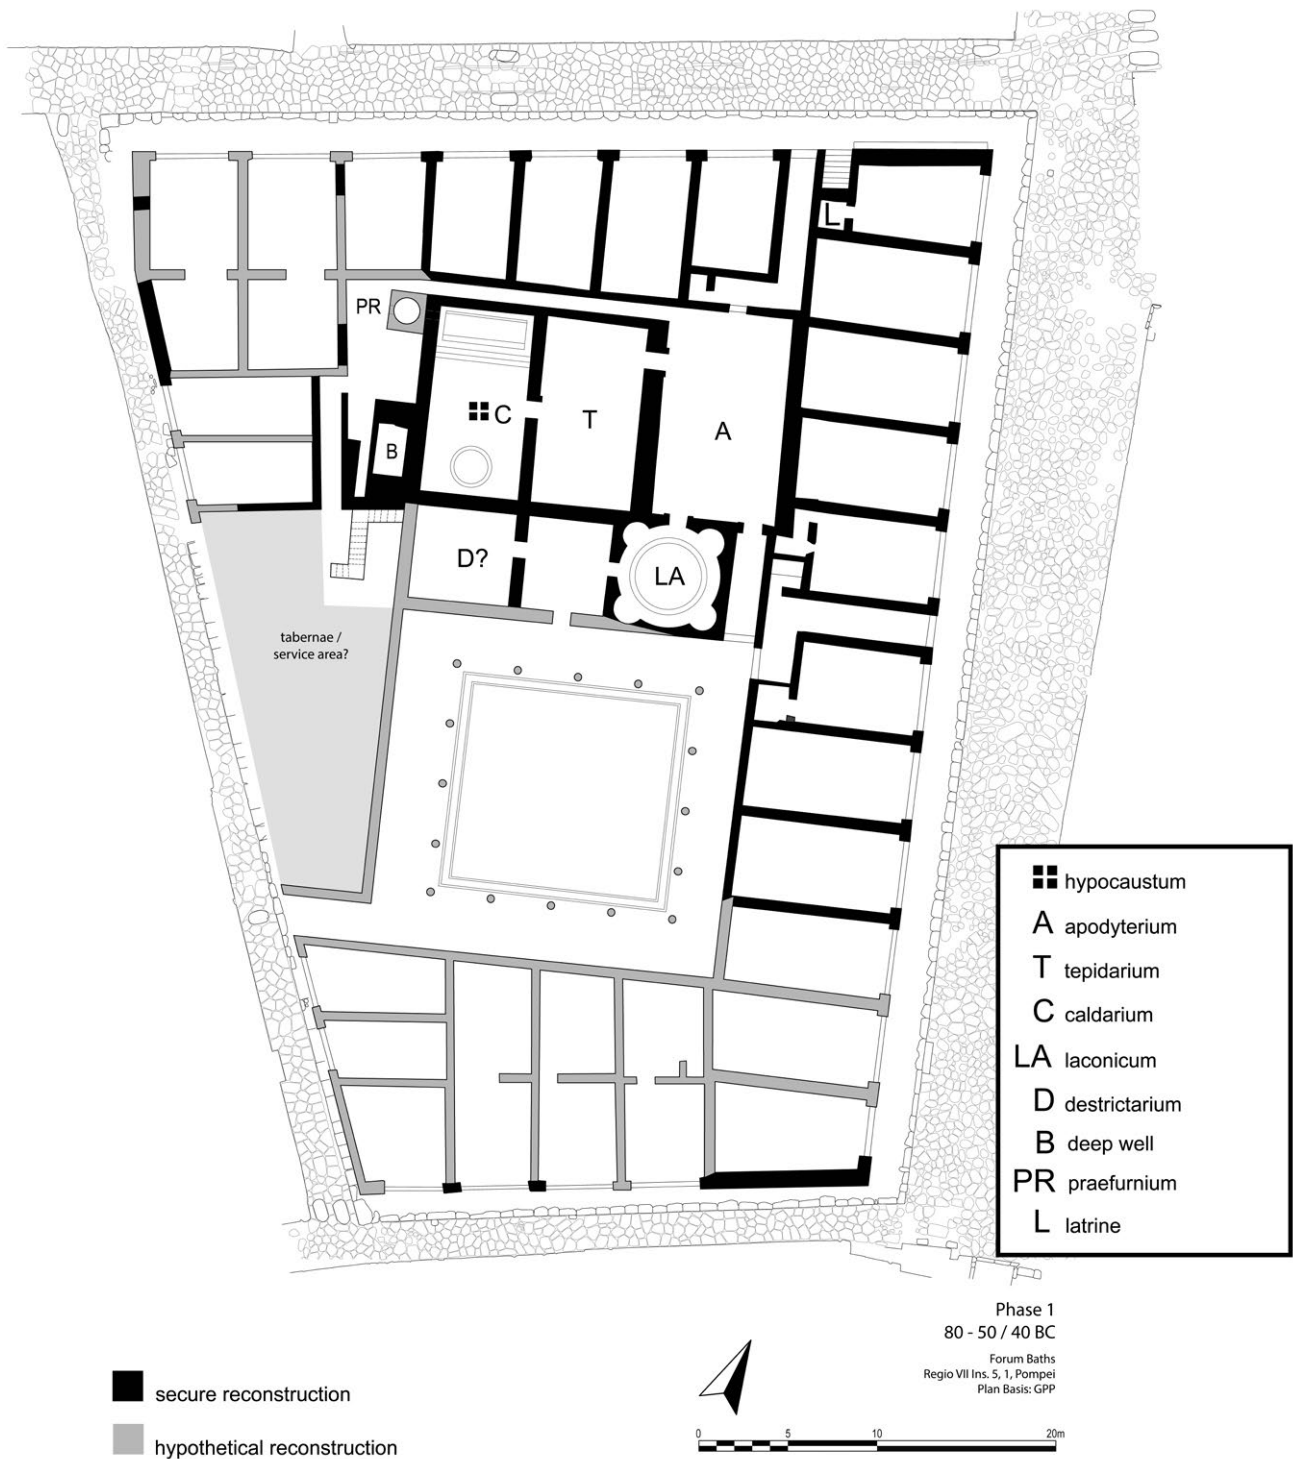 L
PR
C
T
A
B
D?
LA
tabernae /
service area?
hypocaustum
A apodyterium
T tepidarium
C caldarium
LA laconicum
D destrictarium
B deep well
PR praefurnium
L latrine
Phase 1
80 - 50 / 40 BC
Forum Baths
Regio VII Ins. 5, 1, Pompei
Plan Basis: GPP
secure reconstruction
hypothetical reconstruction
0 5 10 20m